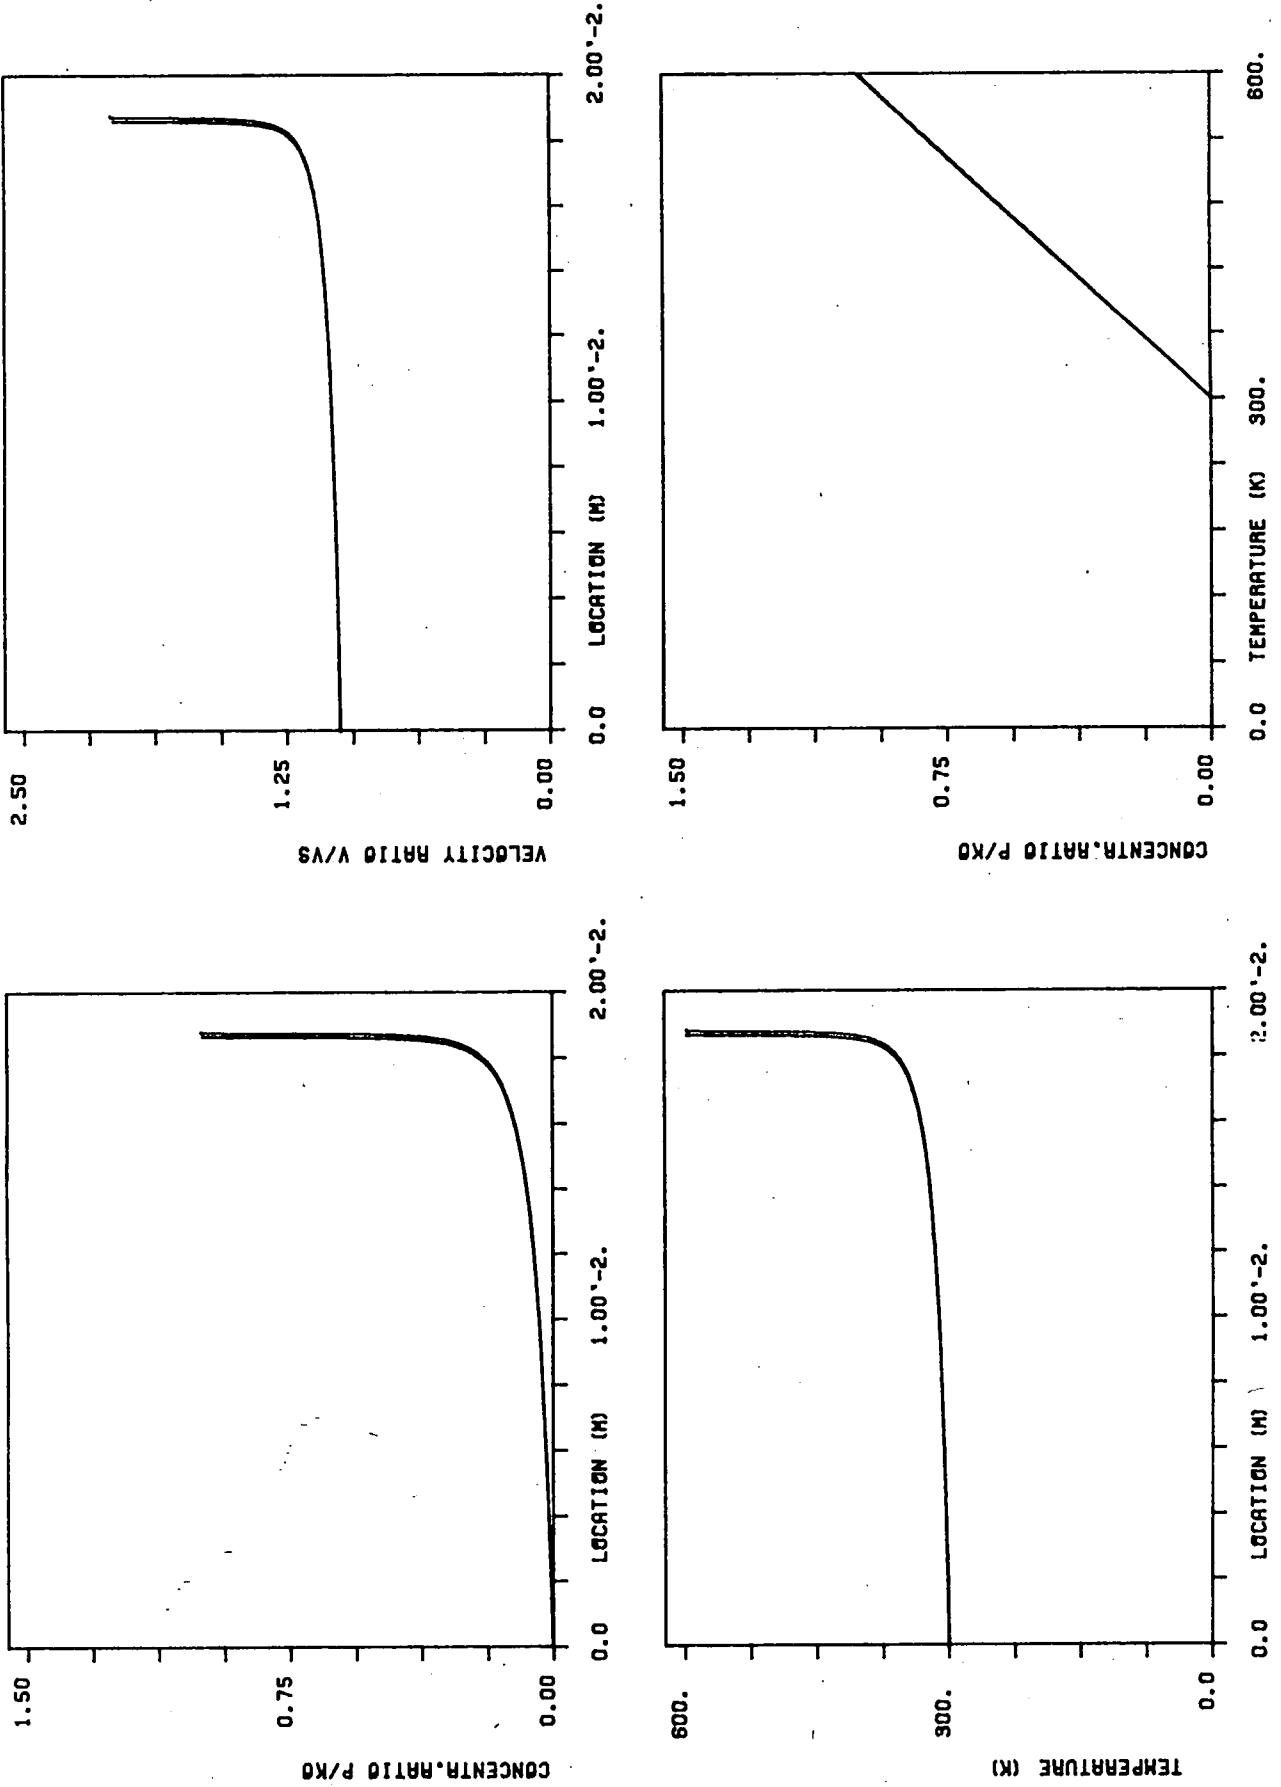 1.50
0.75
0.00
CONCENTR.RATIO P/KO
0.0 LOCATION (M) 1.00'-2. 2.00'-2.
2.50
1.25
0.00
VELOCITY RATIO V/VS
0.0 LOCATION (M) 1.00'-2. 2.00'-2.
600.
300.
0.0
TEMPERATURE (K)
0.0 LOCATION (M) 1.00'-2. 2.00'-2.
1.50
0.75
0.00
CONCENTR.RATIO P/KO
0.0 TEMPERATURE (K) 300. 600.